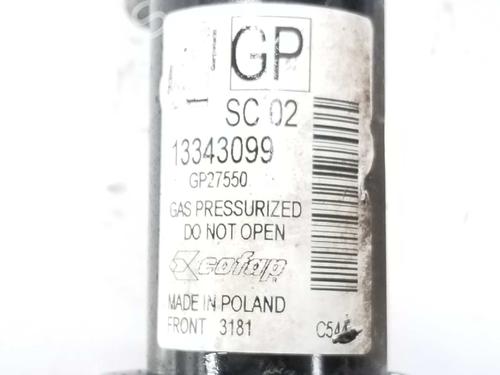 GP
SC 02
13343099
GP27550
GAS PRESSURIZED
DO NOT OPEN
cofap
MADE IN POLAND
FRONT 3181